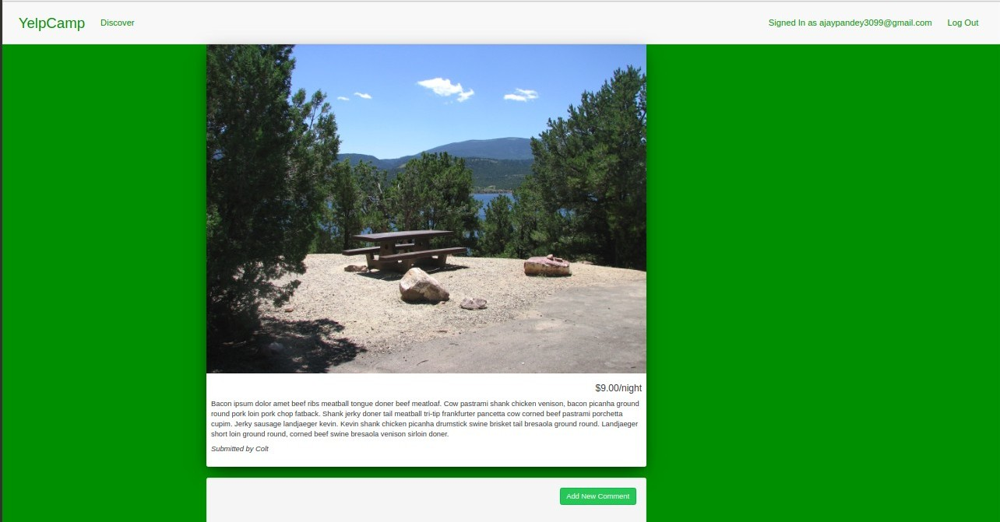 YelpCamp Discover Signed In as ajaypandey3099@gmail.com Log Out
$9.00/night
Bacon ipsum dolor amet beef ribs meatball tongue doner beef meatloaf. Cow pastrami shank chicken venison, bacon picanha ground
round pork loin pork chop fatback. Shank jerky doner tail meatball tri-tip frankfurter pancetta cow corned beef pastrami porchetta
cupim. Jerky sausage landjaeger kevin. Kevin shank chicken picanha drumstick swine brisket tail bresaola ground round. Landjaeger
short loin ground round, corned beef swine bresaola venison sirloin doner.
Submitted by Colt
Add New Comment